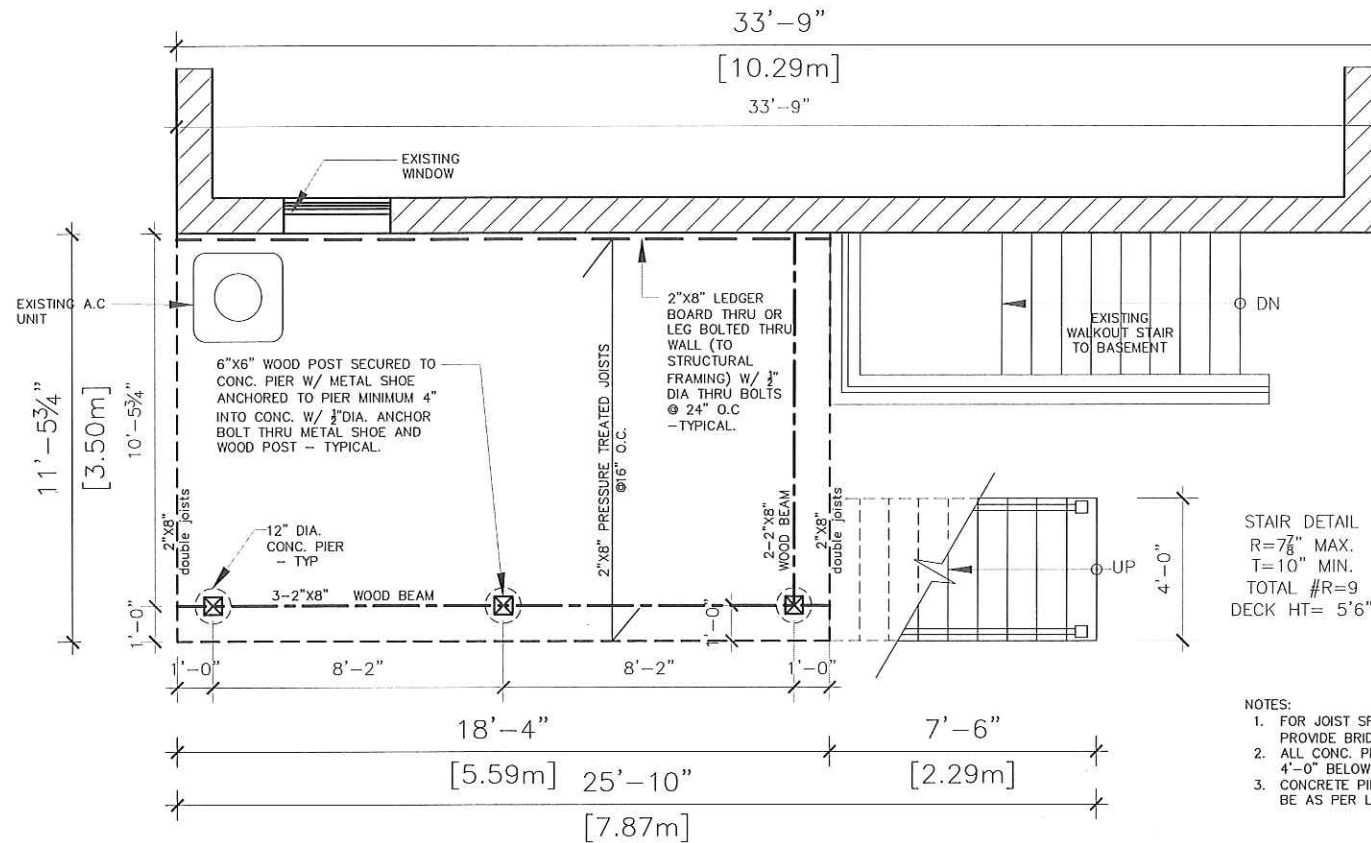 33'-9"
[10.29m]
33'-9"
EXISTING
WINDOW
EXISTING A.C
UNIT
11'-5¾"
[3.50m]
10'-5¾"
1'-0"
6"X6" WOOD POST SECURED TO
CONC. PIER W/ METAL SHOE
ANCHORED TO PIER MINIMUM 4"
INTO CONC. W/ ½"DIA. ANCHOR
BOLT THRU METAL SHOE AND
WOOD POST – TYPICAL.
2"X8" LEDGER
BOARD THRU OR
LEG BOLTED THRU
WALL (TO
STRUCTURAL
FRAMING) W/ ½"
DIA THRU BOLTS
@ 24" O.C
–TYPICAL.
EXISTING
WALKOUT STAIR
TO BASEMENT
DN
2"X8"
double joists
12" DIA.
CONC. PIER
– TYP
3-2"X8" WOOD BEAM
2"X8" PRESSURE TREATED JOISTS
@16" O.C.
2-2"X8"
WOOD BEAM
2"X8"
double joists
1'-0"
UP
4'-0"
STAIR DETAIL
R=7⅞" MAX.
T=10" MIN.
TOTAL #R=9
DECK HT= 5'6"
1'-0"
8'-2"
8'-2"
1'-0"
18'-4"
[5.59m]
7'-6"
[2.29m]
25'-10"
[7.87m]
NOTES:
1. FOR JOIST SP
PROVIDE BRID
2. ALL CONC. PI
4'-0" BELOW
3. CONCRETE PIE
BE AS PER L